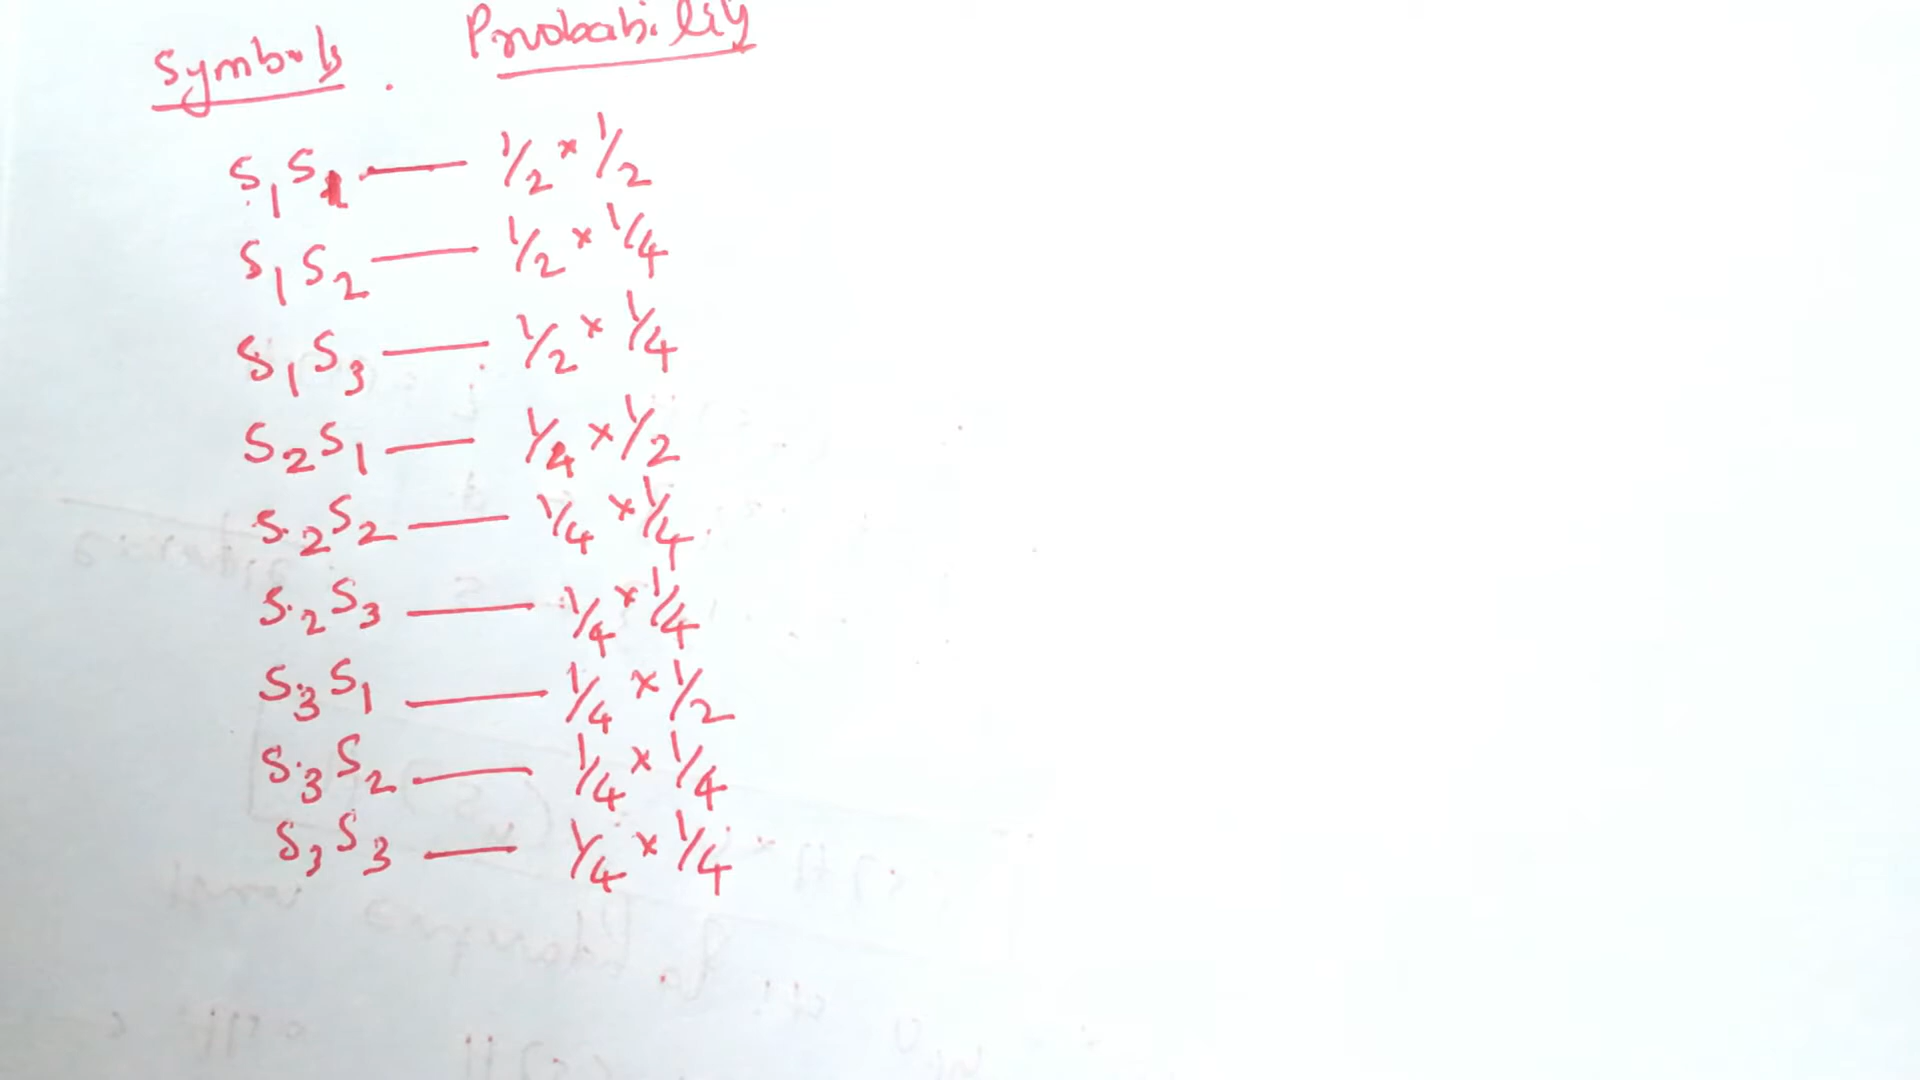 Symbols. Probability
S1S1 — 1/2 × 1/2
S1S2 — 1/2 × 1/4
S1S3 — 1/2 × 1/4
S2S1 — 1/4 × 1/2
S2S2 — 1/4 × 1/4
S2S3 — 1/4 × 1/4
S3S1 — 1/4 × 1/2
S3S2 — 1/4 × 1/4
S3S3 — 1/4 × 1/4